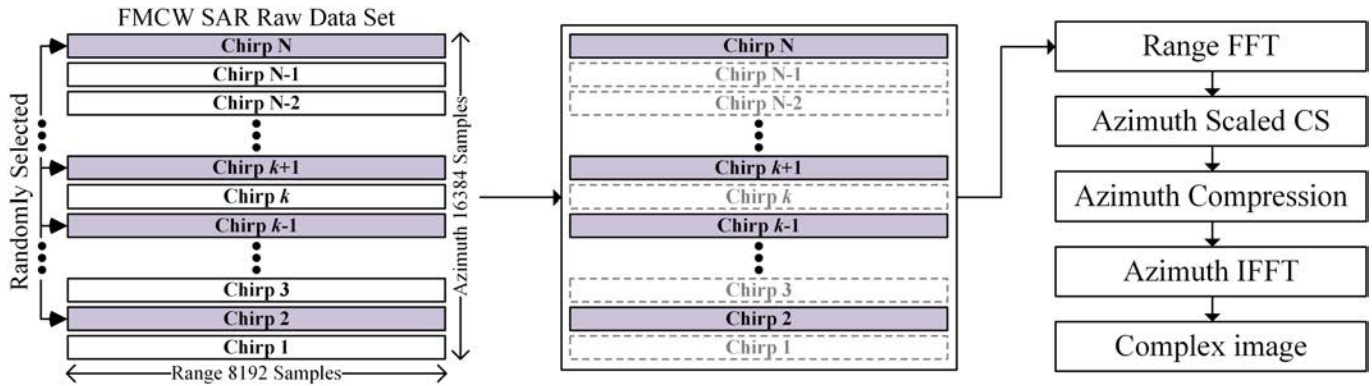 FMCW SAR Raw Data Set
Randomly Selected
Chirp N
Chirp N-1
Chirp N-2
Chirp k+1
Chirp k
Chirp k-1
Chirp 3
Chirp 2
Chirp 1
Range 8192 Samples
Azimuth 16384 Samples
Chirp N
Chirp N-1
Chirp N-2
Chirp k+1
Chirp k
Chirp k-1
Chirp 3
Chirp 2
Chirp 1
Range FFT
Azimuth Scaled CS
Azimuth Compression
Azimuth IFFT
Complex image